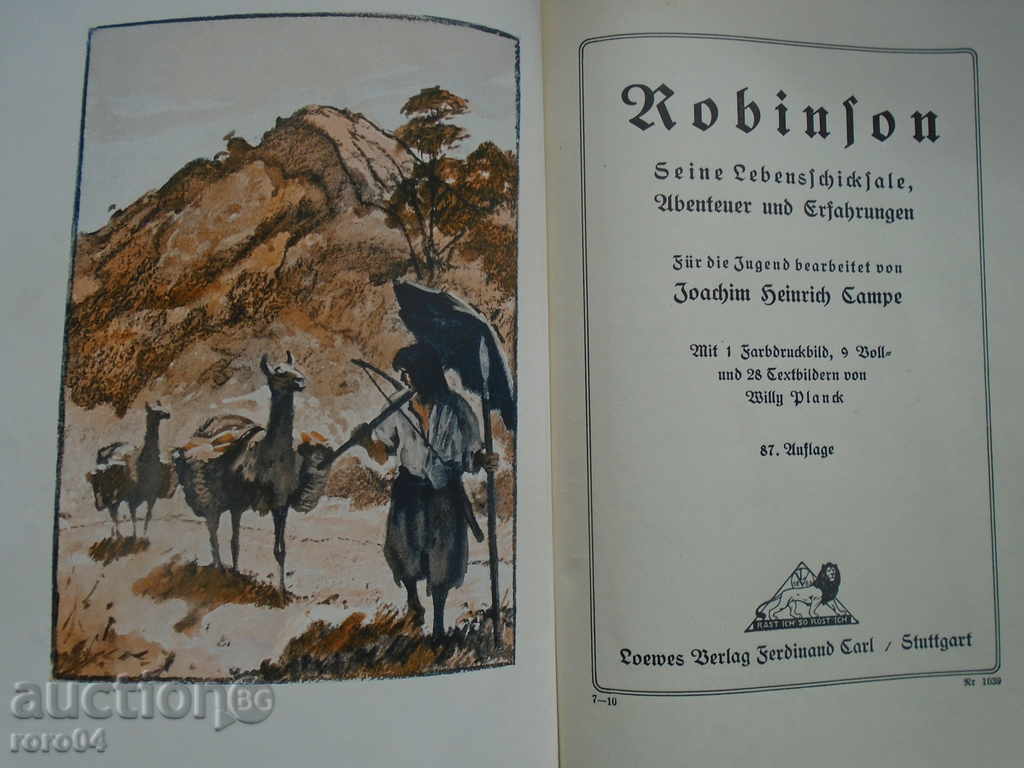 Robinſon
Seine Lebensſchickſale,
Abenteuer und Erfahrungen
Für die Jugend bearbeitet von
Joachim Heinrich Campe
Mit 1 Farbdruckbild, 9 Voll-
und 28 Textbildern von
Willy Planck
87. Auflage
RAST ICH SO ROST ICH
Loewes Verlag Ferdinand Carl / Stuttgart
7–10
Nr 1039
auctionBG
roro04